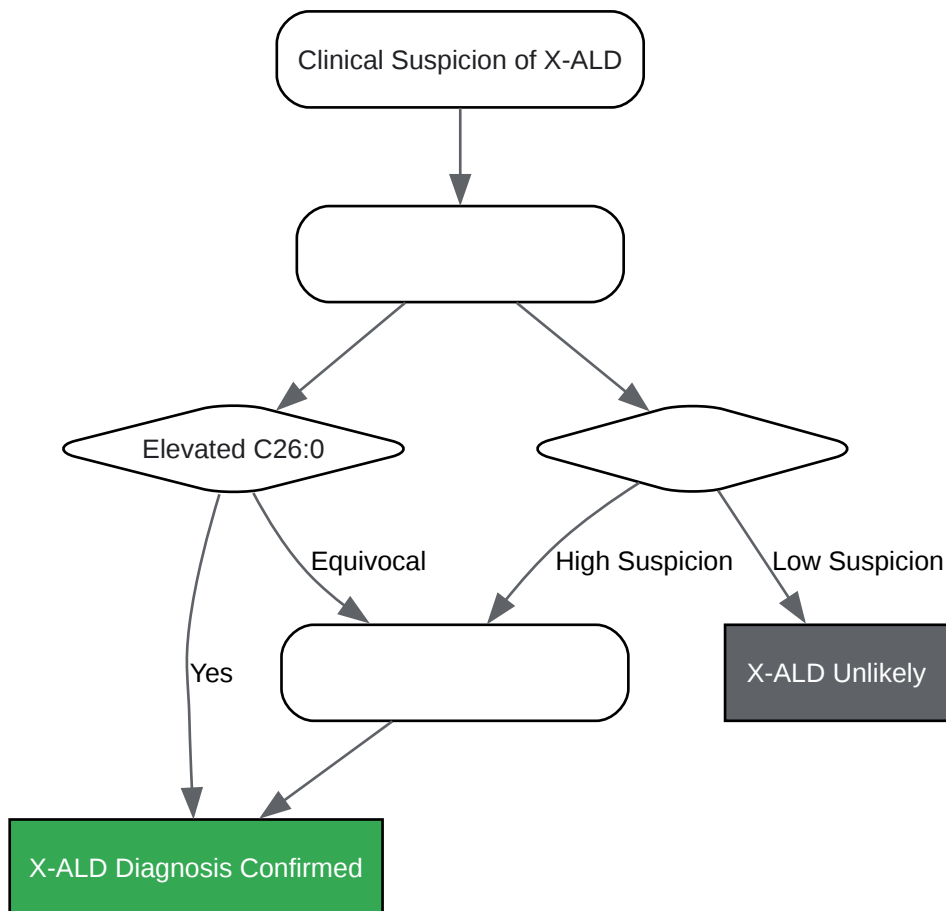 Clinical Suspicion of X-ALD
Elevated C26:0
Equivocal
High Suspicion
Low Suspicion
Yes
X-ALD Unlikely
X-ALD Diagnosis Confirmed